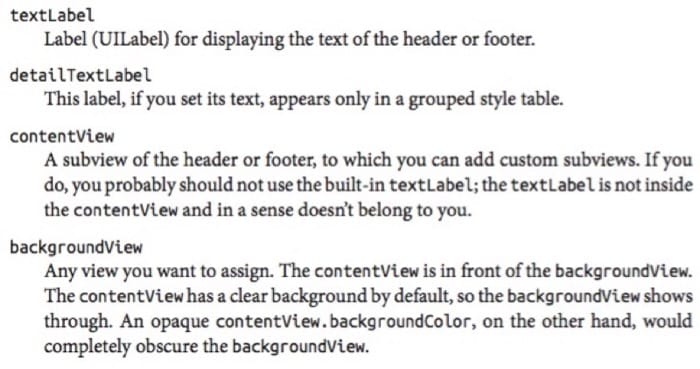 textLabel
Label (UILabel) for displaying the text of the header or footer.
detailTextLabel
This label, if you set its text, appears only in a grouped style table.
contentView
A subview of the header or footer, to which you can add custom subviews. If you
do, you probably should not use the built-in textLabel; the textLabel is not inside
the contentView and in a sense doesn’t belong to you.
backgroundView
Any view you want to assign. The contentView is in front of the backgroundView.
The contentView has a clear background by default, so the backgroundView shows
through. An opaque contentView.backgroundColor, on the other hand, would
completely obscure the backgroundView.